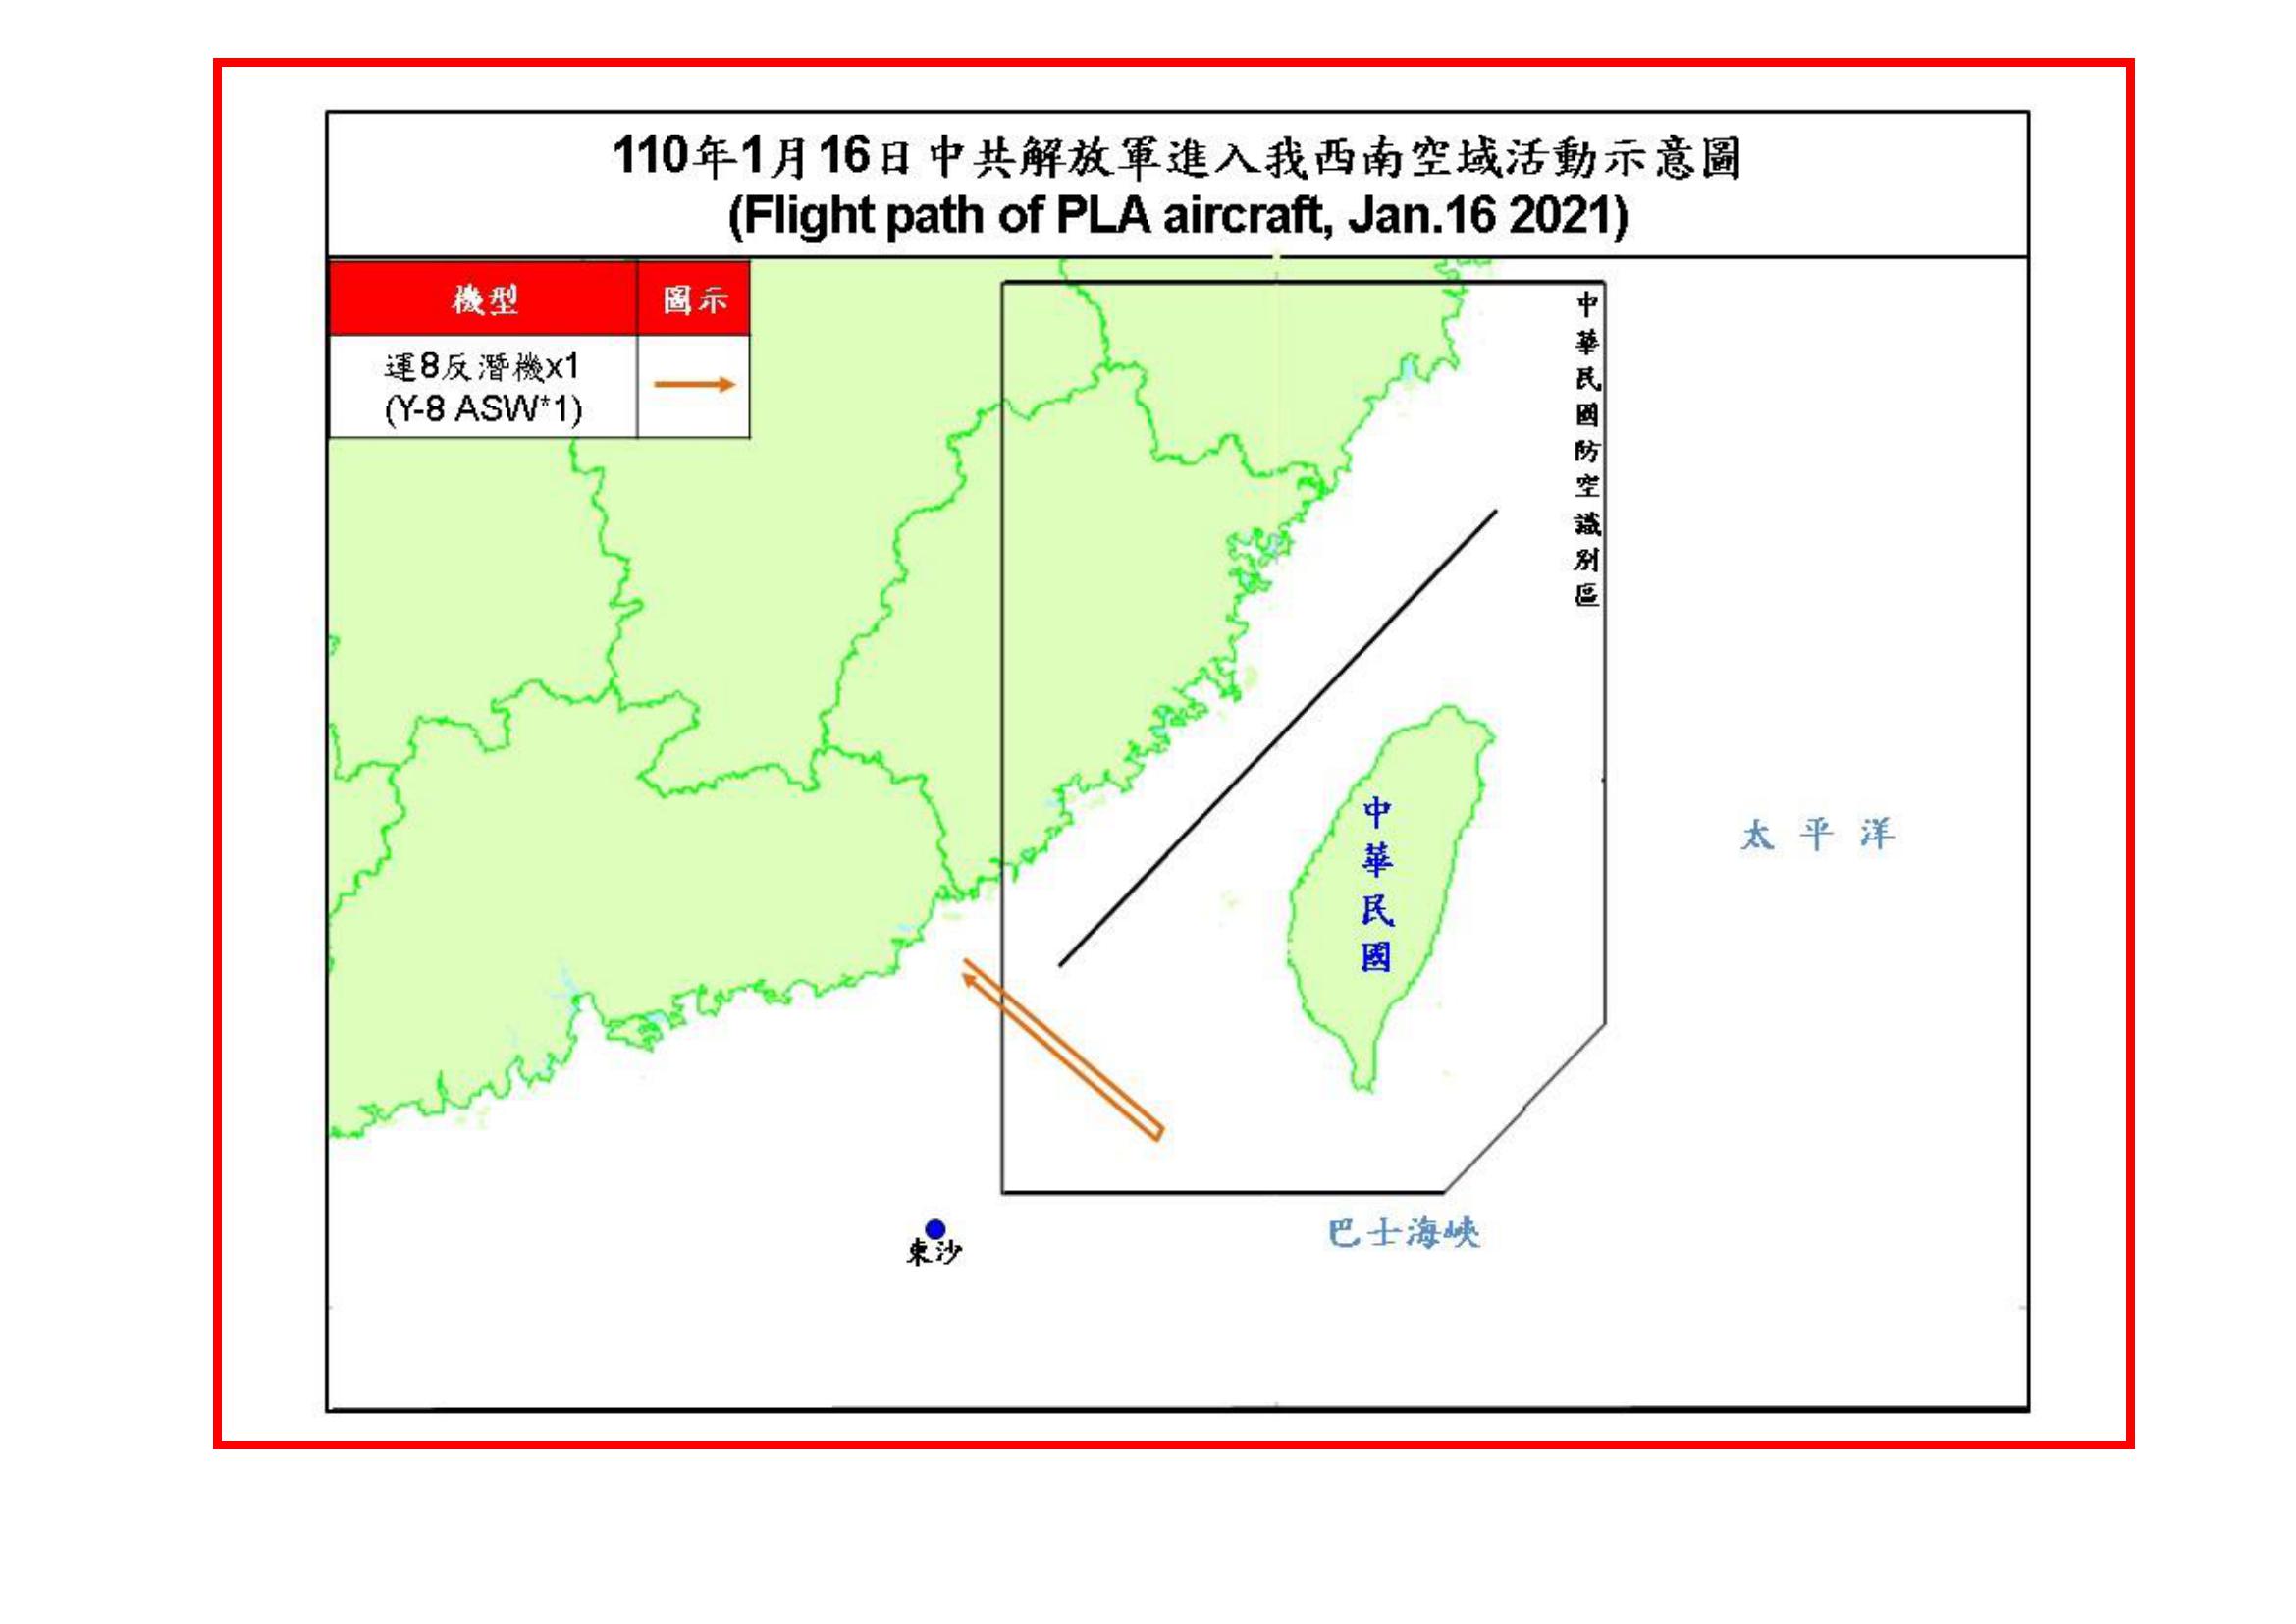 110年1月16日中共解放軍進入我西南空域活動示意圖
(Flight path of PLA aircraft, Jan.16 2021)
機型 圖示
運8反潛機x1
(Y-8 ASW*1)
中華民國防空識別區
中華民國
太平洋
東沙
巴士海峽